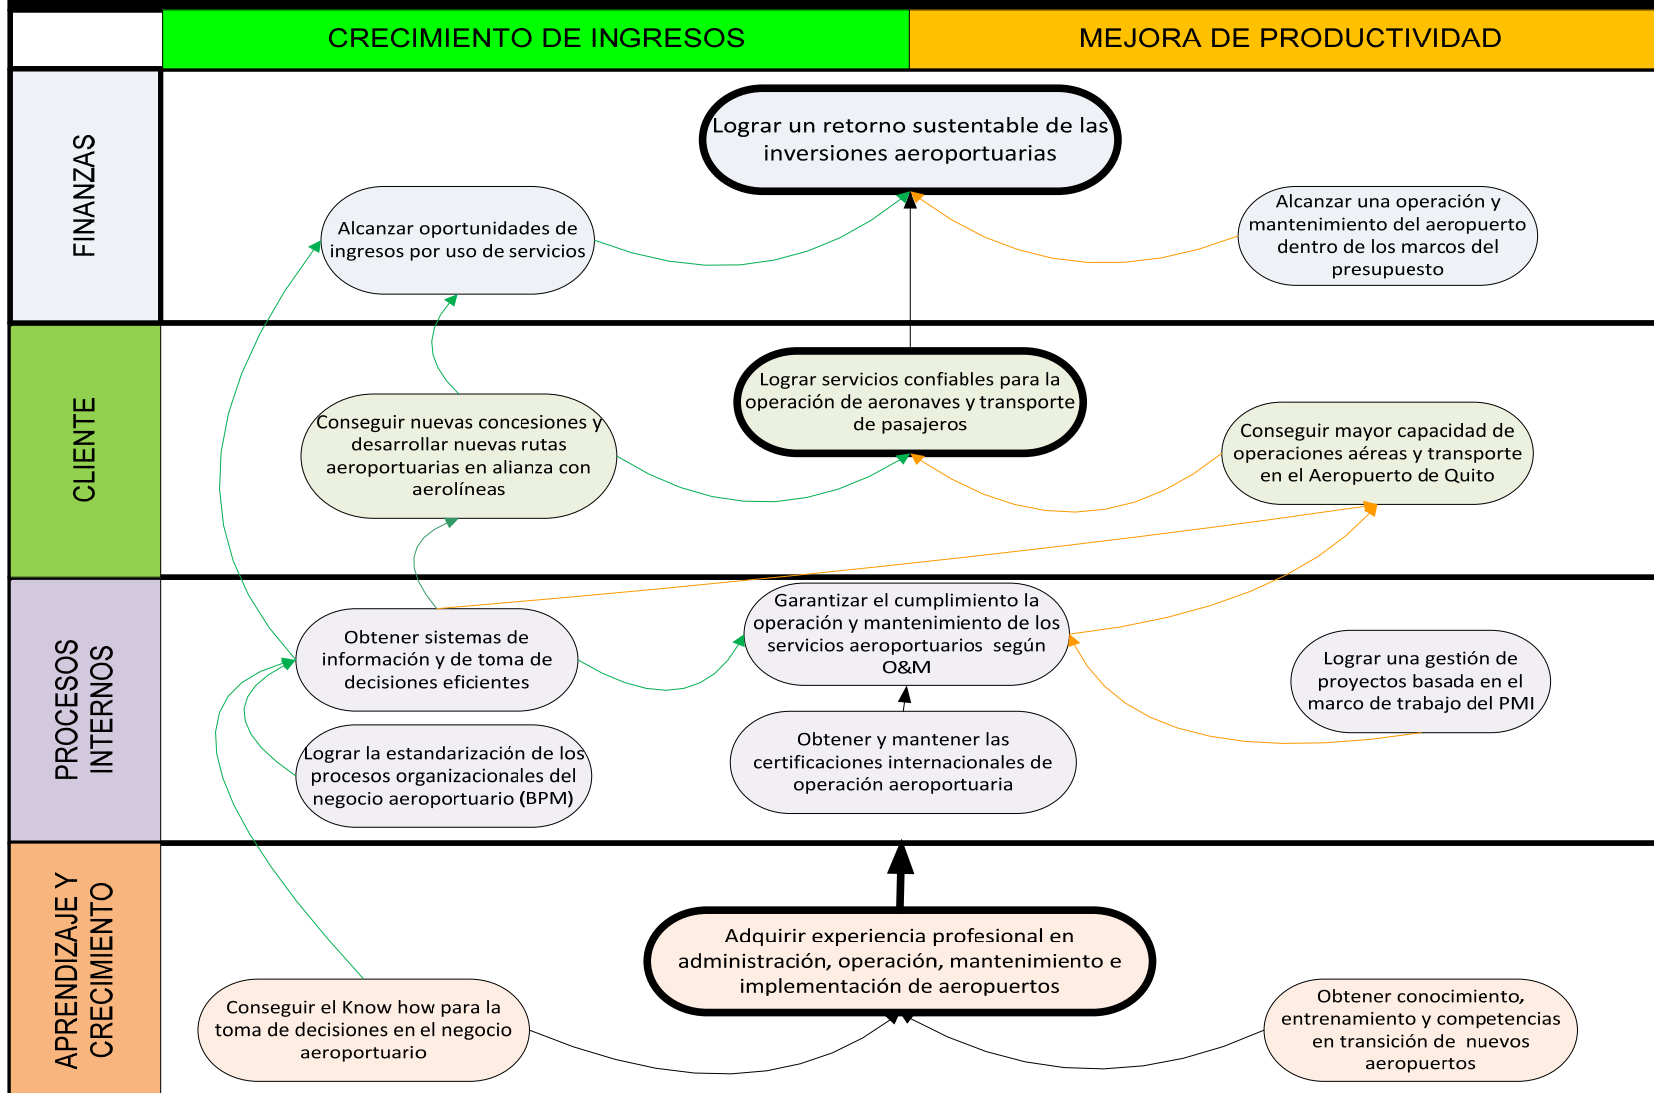 CRECIMIENTO DE INGRESOS
MEJORA DE PRODUCTIVIDAD
FINANZAS
Lograr un retorno sustentable de las
inversiones aeroportuarias
Alcanzar oportunidades de
ingresos por uso de servicios
Alcanzar una operación y
mantenimiento del aeropuerto
dentro de los marcos del
presupuesto
CLIENTE
Lograr servicios confiables para la
operación de aeronaves y transporte
de pasajeros
Conseguir nuevas concesiones y
desarrollar nuevas rutas
aeroportuarias en alianza con
aerolíneas
Conseguir mayor capacidad de
operaciones aéreas y transporte
en el Aeropuerto de Quito
PROCESOS
INTERNOS
Obtener sistemas de
información y de toma de
decisiones eficientes
Garantizar el cumplimiento la
operación y mantenimiento de los
servicios aeroportuarios según
O&M
Lograr una gestión de
proyectos basada en el
marco de trabajo del PMI
Lograr la estandarización de los
procesos organizacionales del
negocio aeroportuario (BPM)
Obtener y mantener las
certificaciones internacionales de
operación aeroportuaria
APRENDIZAJE Y
CRECIMIENTO
Adquirir experiencia profesional en
administración, operación, mantenimiento e
implementación de aeropuertos
Conseguir el Know how para la
toma de decisiones en el negocio
aeroportuario
Obtener conocimiento,
entrenamiento y competencias
en transición de nuevos
aeropuertos